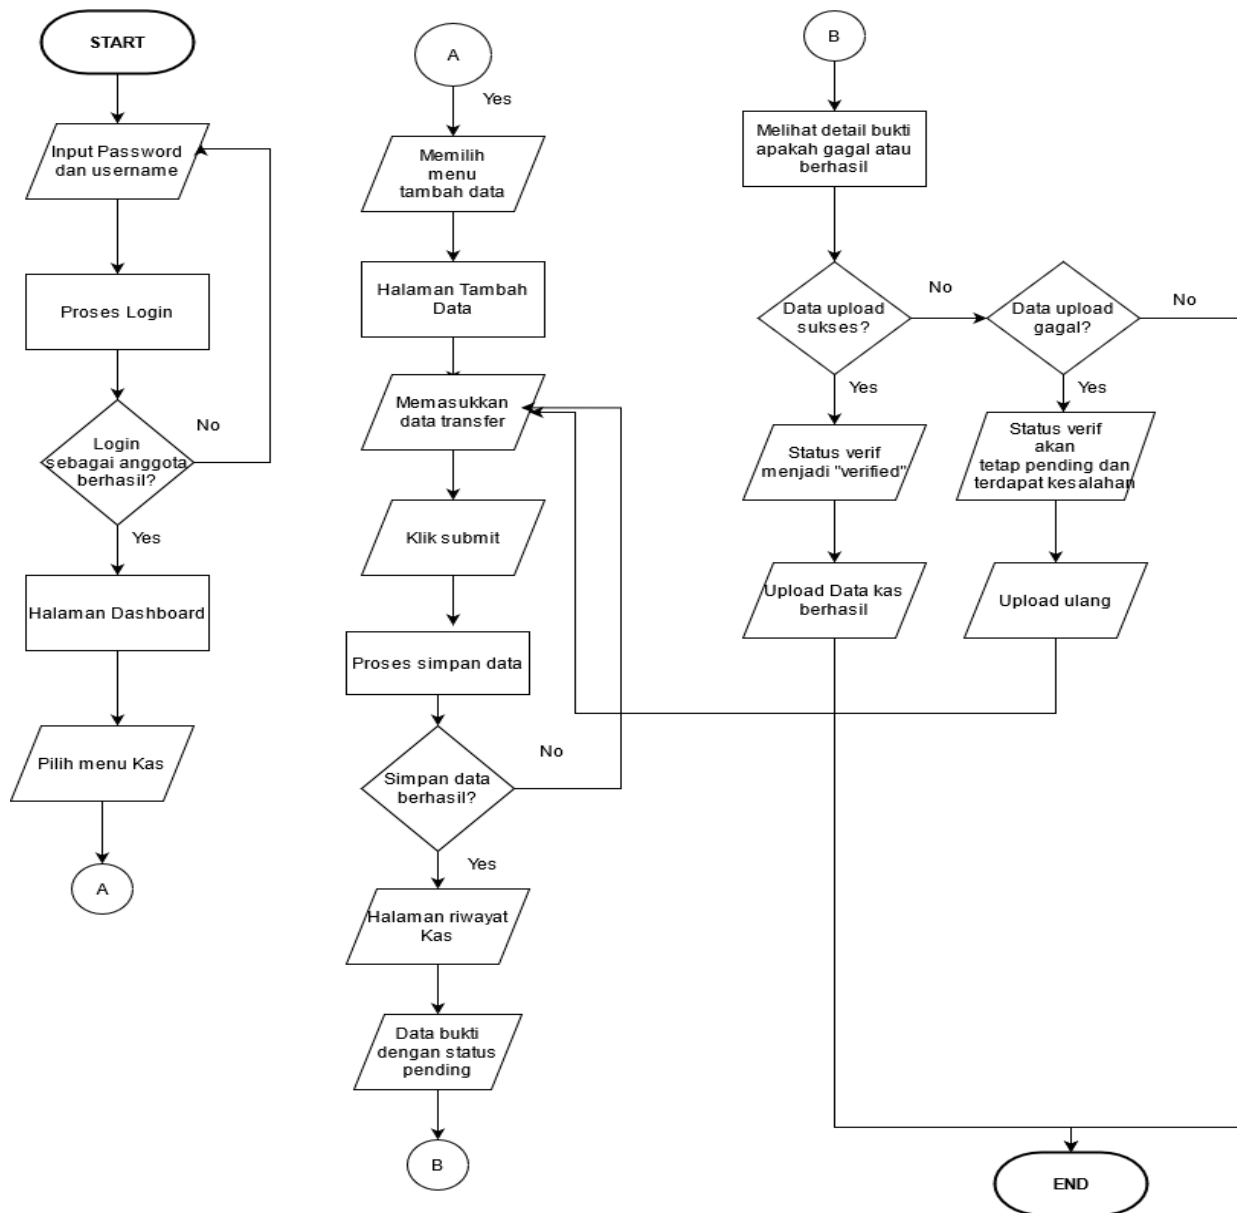 START
Input Password
dan username
Proses Login
No
Login
sebagai anggota
berhasil?
Yes
Halaman Dashboard
Pilih menu Kas
A
A
Yes
Memilih
menu
tambah data
Halaman Tambah
Data
Memasukkan
data transfer
Klik submit
Proses simpan data
No
Simpan data
berhasil?
Yes
Halaman riwayat
Kas
Data bukti
dengan status
pending
B
B
Melihat detail bukti
apakah gagal atau
berhasil
Data upload
sukses?
No
Data upload
gagal?
No
Yes
Yes
Status verif
menjadi "verified"
Status verif
akan
tetap pending dan
terdapat kesalahan
Upload Data kas
berhasil
Upload ulang
END